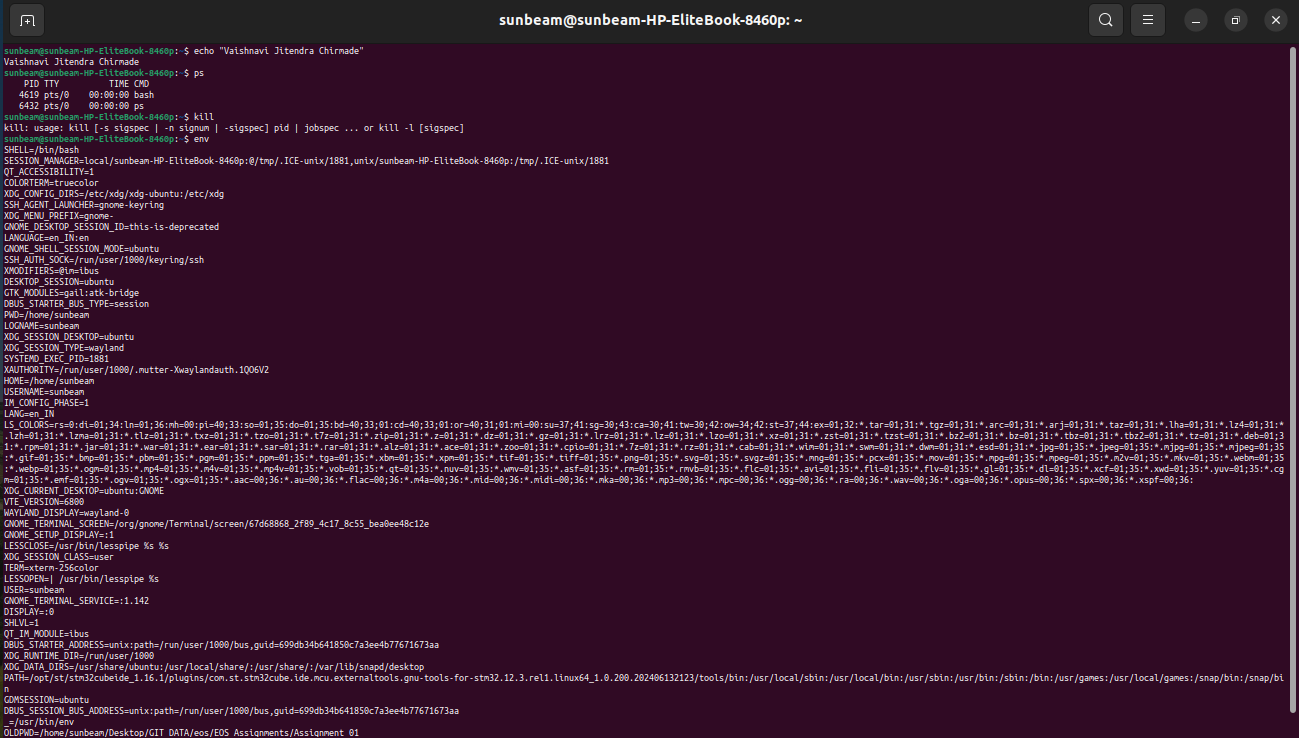 sunbeam@sunbeam-HP-EliteBook-8460p: ~
sunbeam@sunbeam-HP-EliteBook-8460p:~$ echo "Vaishnavi Jitendra Chirmade"
Vaishnavi Jitendra Chirmade
sunbeam@sunbeam-HP-EliteBook-8460p:~$ ps
PID TTY TIME CMD
4619 pts/0 00:00:00 bash
6432 pts/0 00:00:00 ps
sunbeam@sunbeam-HP-EliteBook-8460p:~$ kill
kill: usage: kill [-s sigspec | -n signum | -sigspec] pid | jobspec ... or kill -l [sigspec]
sunbeam@sunbeam-HP-EliteBook-8460p:~$ env
SHELL=/bin/bash
SESSION_MANAGER=local/sunbeam-HP-EliteBook-8460p:@/tmp/.ICE-unix/1881,unix/sunbeam-HP-EliteBook-8460p:/tmp/.ICE-unix/1881
QT_ACCESSIBILITY=1
COLORTERM=truecolor
XDG_CONFIG_DIRS=/etc/xdg/xdg-ubuntu:/etc/xdg
SSH_AGENT_LAUNCHER=gnome-keyring
XDG_MENU_PREFIX=gnome-
GNOME_DESKTOP_SESSION_ID=this-is-deprecated
LANGUAGE=en_IN:en
GNOME_SHELL_SESSION_MODE=ubuntu
SSH_AUTH_SOCK=/run/user/1000/keyring/ssh
XMODIFIERS=@im=ibus
DESKTOP_SESSION=ubuntu
GTK_MODULES=gail:atk-bridge
DBUS_STARTER_BUS_TYPE=session
PWD=/home/sunbeam
LOGNAME=sunbeam
XDG_SESSION_DESKTOP=ubuntu
XDG_SESSION_TYPE=wayland
SYSTEMD_EXEC_PID=1881
XAUTHORITY=/run/user/1000/.mutter-Xwaylandauth.1QO6V2
HOME=/home/sunbeam
USERNAME=sunbeam
IM_CONFIG_PHASE=1
LANG=en_IN
LS_COLORS=rs=0:di=01;34:ln=01;36:mh=00:pi=40;33:so=01;35:do=01;35:bd=40;33;01:cd=40;33;01:or=40;31;01:mi=00:su=37;41:sg=30;43:ca=30;41:tw=30;42:ow=34;42:st=37;44:ex=01;32:*.tar=01;31:*.tgz=01;31:*.arc=01;31:*.arj=01;31:*.taz=01;31:*.lha=01;31:*.lz4=01;31:*
.lzh=01;31:*.lzma=01;31:*.tlz=01;31:*.txz=01;31:*.tzo=01;31:*.t7z=01;31:*.zip=01;31:*.z=01;31:*.dz=01;31:*.gz=01;31:*.lrz=01;31:*.lz=01;31:*.lzo=01;31:*.xz=01;31:*.zst=01;31:*.tzst=01;31:*.bz2=01;31:*.bz=01;31:*.tbz=01;31:*.tbz2=01;31:*.tz=01;31:*.deb=01;3
1:*.rpm=01;31:*.jar=01;31:*.war=01;31:*.ear=01;31:*.sar=01;31:*.rar=01;31:*.alz=01;31:*.ace=01;31:*.zoo=01;31:*.cpio=01;31:*.7z=01;31:*.rz=01;31:*.cab=01;31:*.wim=01;31:*.swm=01;31:*.dwm=01;31:*.esd=01;31:*.jpg=01;35:*.jpeg=01;35:*.mjpg=01;35:*.mjpeg=01;35
:*.gif=01;35:*.bmp=01;35:*.pbm=01;35:*.pgm=01;35:*.ppm=01;35:*.tga=01;35:*.xbm=01;35:*.xpm=01;35:*.tif=01;35:*.tiff=01;35:*.png=01;35:*.svg=01;35:*.svgz=01;35:*.mng=01;35:*.pcx=01;35:*.mov=01;35:*.mpg=01;35:*.mpeg=01;35:*.m2v=01;35:*.mkv=01;35:*.webm=01;35
:*.webp=01;35:*.ogm=01;35:*.mp4=01;35:*.m4v=01;35:*.mp4v=01;35:*.vob=01;35:*.qt=01;35:*.nuv=01;35:*.wmv=01;35:*.asf=01;35:*.rm=01;35:*.rmvb=01;35:*.flc=01;35:*.avi=01;35:*.fli=01;35:*.flv=01;35:*.gl=01;35:*.dl=01;35:*.xcf=01;35:*.xwd=01;35:*.yuv=01;35:*.cg
m=01;35:*.emf=01;35:*.ogv=01;35:*.ogx=01;35:*.aac=00;36:*.au=00;36:*.flac=00;36:*.m4a=00;36:*.mid=00;36:*.midi=00;36:*.mka=00;36:*.mp3=00;36:*.mpc=00;36:*.ogg=00;36:*.ra=00;36:*.wav=00;36:*.oga=00;36:*.opus=00;36:*.spx=00;36:*.xspf=00;36:
XDG_CURRENT_DESKTOP=ubuntu:GNOME
VTE_VERSION=6800
WAYLAND_DISPLAY=wayland-0
GNOME_TERMINAL_SCREEN=/org/gnome/Terminal/screen/67d68868_2f89_4c17_8c55_bea0ee48c12e
GNOME_SETUP_DISPLAY=:1
LESSCLOSE=/usr/bin/lesspipe %s %s
XDG_SESSION_CLASS=user
TERM=xterm-256color
LESSOPEN=| /usr/bin/lesspipe %s
USER=sunbeam
GNOME_TERMINAL_SERVICE=:1.142
DISPLAY=:0
SHLVL=1
QT_IM_MODULE=ibus
DBUS_STARTER_ADDRESS=unix:path=/run/user/1000/bus,guid=699db34b641850c7a3ee4b77671673aa
XDG_RUNTIME_DIR=/run/user/1000
XDG_DATA_DIRS=/usr/share/ubuntu:/usr/local/share/:/usr/share/:/var/lib/snapd/desktop
PATH=/opt/st/stm32cubeide_1.16.1/plugins/com.st.stm32cube.ide.mcu.externaltools.gnu-tools-for-stm32.12.3.rel1.linux64_1.0.200.202406132123/tools/bin:/usr/local/sbin:/usr/local/bin:/usr/sbin:/usr/bin:/sbin:/bin:/usr/games:/usr/local/games:/snap/bin:/snap/bi
n
GDMSESSION=ubuntu
DBUS_SESSION_BUS_ADDRESS=unix:path=/run/user/1000/bus,guid=699db34b641850c7a3ee4b77671673aa
_=/usr/bin/env
OLDPWD=/home/sunbeam/Desktop/GIT_DATA/eos/EOS_Assignments/Assignment_01